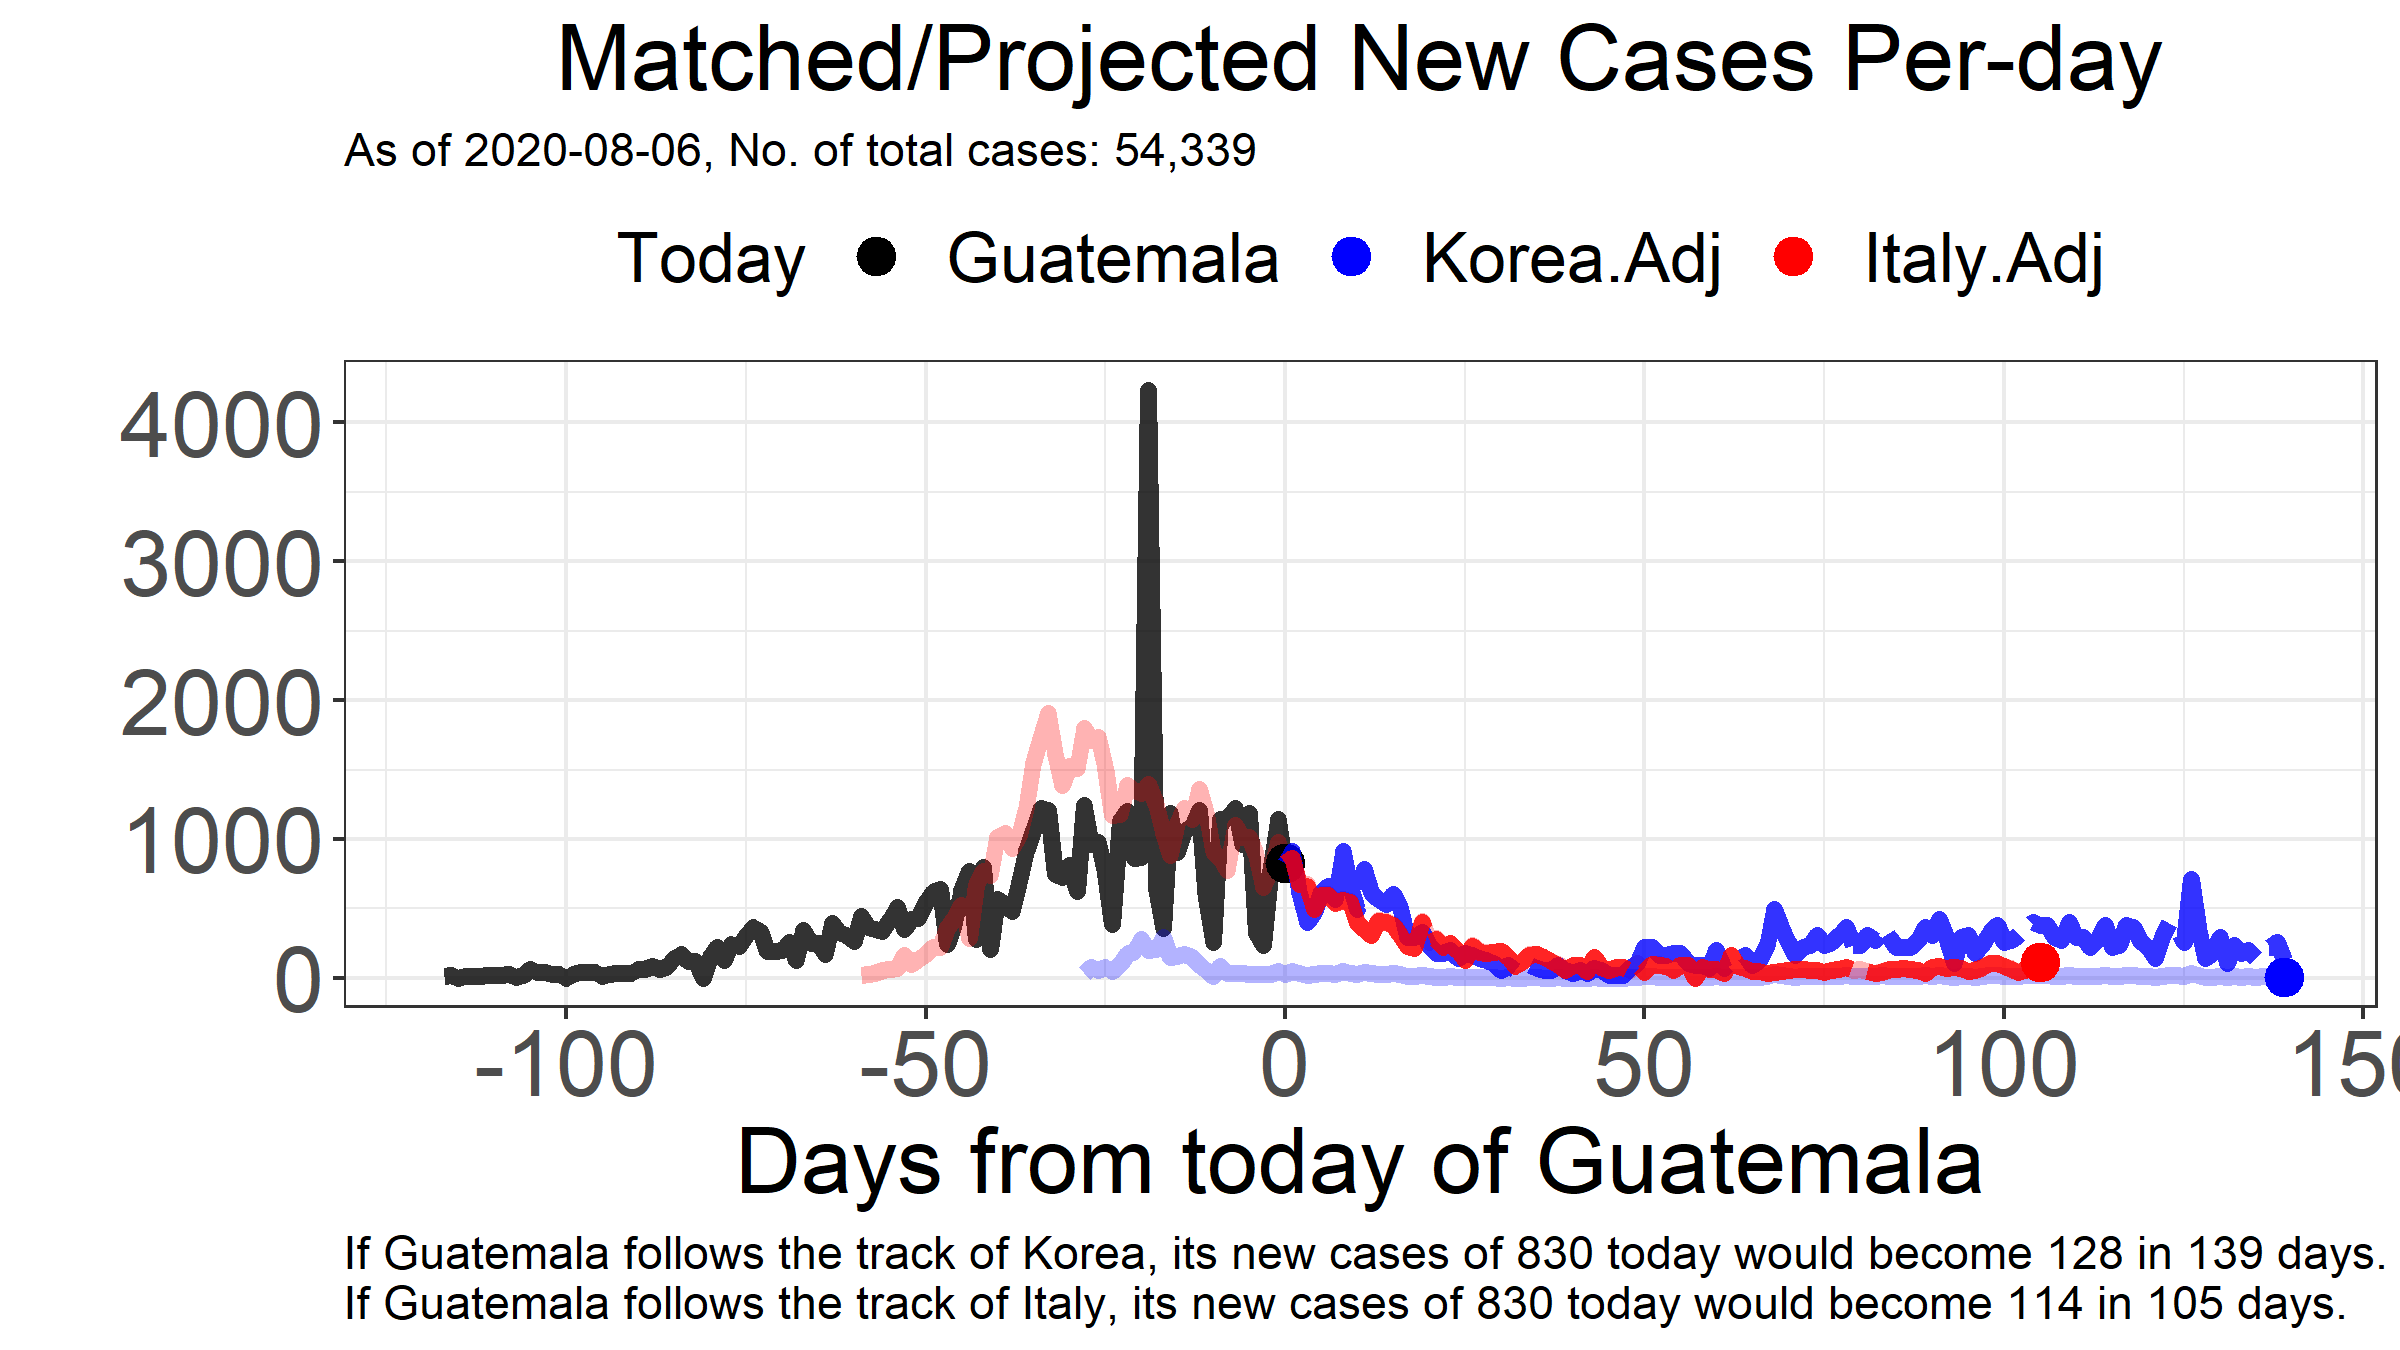 Matched/Projected New Cases Per-day
As of 2020-08-06, No. of total cases: 54,339
Today Guatemala Korea.Adj Italy.Adj
4000
3000
2000
1000
0
-100 -50 0 50 100 150
Days from today of Guatemala
If Guatemala follows the track of Korea, its new cases of 830 today would become 128 in 139 days.
If Guatemala follows the track of Italy, its new cases of 830 today would become 114 in 105 days.